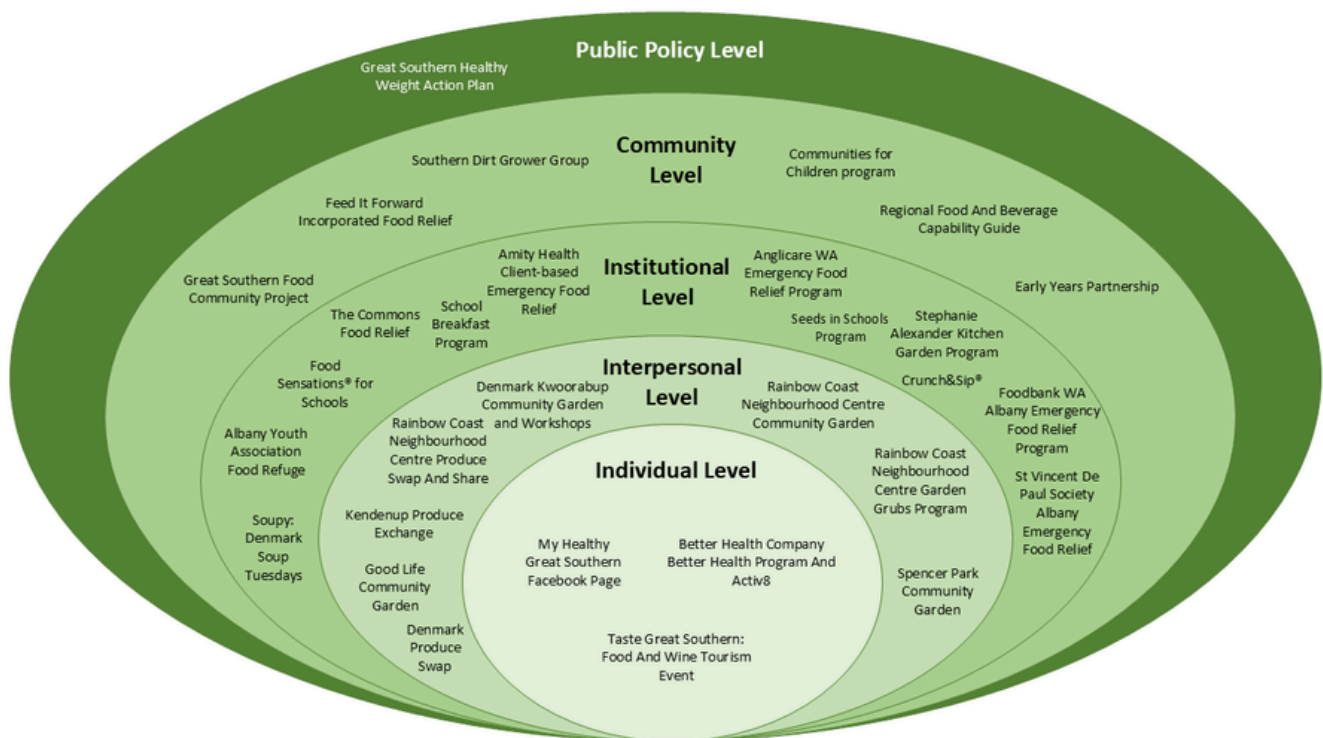 Public Policy Level
Great Southern Healthy
Weight Action Plan
Community
Level
Southern Dirt Grower Group
Communities for
Children program
Feed It Forward
Incorporated Food Relief
Regional Food And Beverage
Capability Guide
Great Southern Food
Community Project
Early Years Partnership
Institutional
Level
Amity Health
Client-based
Emergency Food
Relief
Anglicare WA
Emergency Food
Relief Program
The Commons
Food Relief
School
Breakfast
Program
Seeds in Schools
Program
Stephanie
Alexander Kitchen
Garden Program
Food
Sensations® for
Schools
Crunch&Sip®
Foodbank WA
Albany Emergency
Food Relief
Program
Albany Youth
Association
Food Refuge
St Vincent De
Paul Society
Albany
Emergency
Food Relief
Soupy:
Denmark
Soup
Tuesdays
Interpersonal
Level
Denmark Kwoorabup
Community Garden
and Workshops
Rainbow Coast
Neighbourhood Centre
Community Garden
Rainbow Coast
Neighbourhood
Centre Produce
Swap And Share
Rainbow Coast
Neighbourhood
Centre Garden
Grubs Program
Kendenup Produce
Exchange
Good Life
Community
Garden
Spencer Park
Community
Garden
Denmark
Produce
Swap
Individual Level
My Healthy
Great Southern
Facebook Page
Better Health Company
Better Health Program And
Activ8
Taste Great Southern:
Food And Wine Tourism
Event